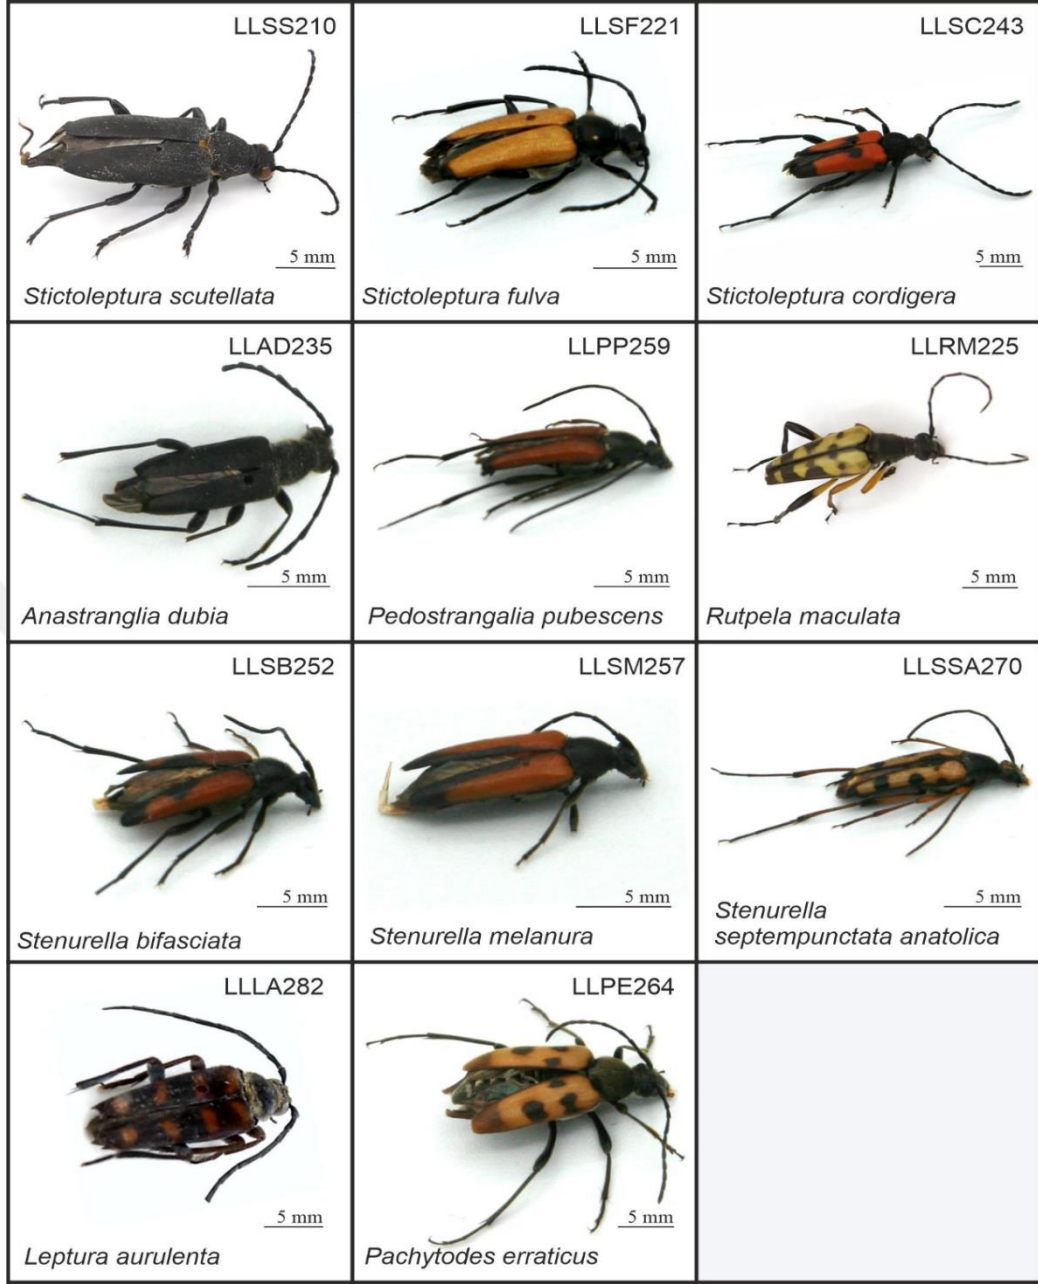 LLSS210
5 mm
Stictoleptura scutellata
LLSF221
5 mm
Stictoleptura fulva
LLSC243
5 mm
Stictoleptura cordigera
LLAD235
5 mm
Anastranglia dubia
LLPP259
5 mm
Pedostrangalia pubescens
LLRM225
5 mm
Rutpela maculata
LLSB252
5 mm
Stenurella bifasciata
LLSM257
5 mm
Stenurella melanura
LLSSA270
5 mm
Stenurella
septempunctata anatolica
LLLA282
5 mm
Leptura aurulenta
LLPE264
5 mm
Pachytodes erraticus